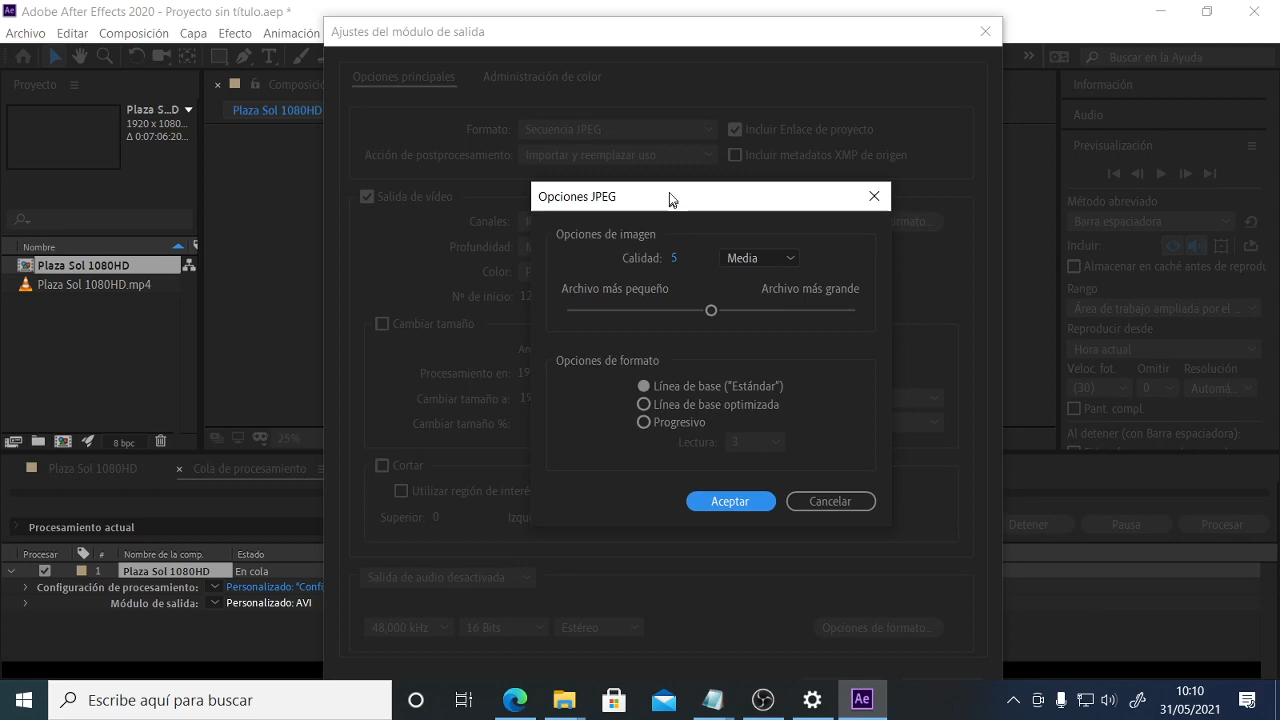 Adobe After Effects 2020 - Proyecto sin título.aep *
Archivo Editar Composición Capa Efecto Animación
Buscar en la Ayuda
Proyecto
Plaza S...D
1920 x 1080...
Δ 0:07:06:20...
Nombre
Plaza Sol 1080HD
Plaza Sol 1080HD.mp4
8 bpc
Composició
Plaza Sol 1080HD
25%
Ajustes del módulo de salida
Opciones principales Administración de color
Formato: Secuencia JPEG Incluir Enlace de proyecto
Acción de postprocesamiento: Importar y reemplazar uso Incluir metadatos XMP de origen
Salida de vídeo
Canales:
Profundidad:
Color:
Nº de inicio: 12
Cambiar tamaño
Procesamiento en: 19
Cambiar tamaño a: 19
Cambiar tamaño %:
Cortar
Utilizar región de interé
Superior: 0 Izqu
Salida de audio desactivada
48,000 kHz 16 Bits Estéreo Opciones de formato...
Opciones JPEG
Opciones de imagen
Calidad: 5 Media
Archivo más pequeño Archivo más grande
Opciones de formato
Línea de base ("Estándar")
Línea de base optimizada
Progresivo
Lectura: 3
Aceptar Cancelar
Información
Audio
Previsualización
Método abreviado
Barra espaciadora
Incluir:
Almacenar en caché antes de reprodu
Rango
Área de trabajo ampliada por el ...
Reproducir desde
Hora actual
Veloc. fot. Omitir Resolución
(30) 0 Automá...
Pant. compl.
Al detener (con Barra espaciadora):
Plaza Sol 1080HD Cola de procesamiento
Procesamiento actual
Detener Pausa Procesar
Procesar # Nombre de la comp. Estado
1 Plaza Sol 1080HD En cola
Configuración de procesamiento: Personalizado: "Confi
Módulo de salida: Personalizado: AVI
Escribe aquí para buscar
10:10
31/05/2021